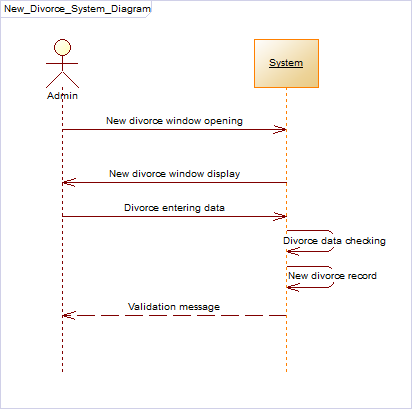 New_Divorce_System_Diagram
System
Admin
New divorce window opening
New divorce window display
Divorce entering data
Divorce data checking
New divorce record
Validation message